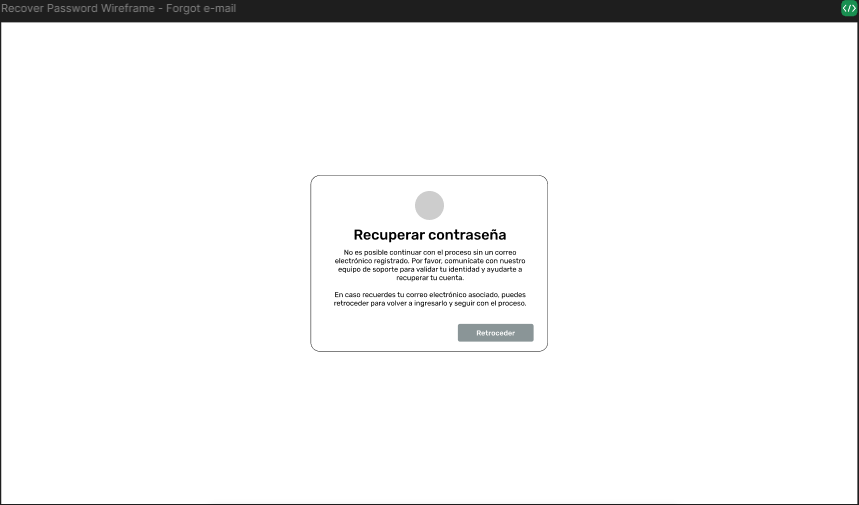 Recover Password Wireframe - Forgot e-mail
</>
Recuperar contraseña
No es posible continuar con el proceso sin un correo
electrónico registrado. Por favor, comunícate con nuestro
equipo de soporte para validar tu identidad y ayudarte a
recuperar tu cuenta.
En caso recuerdes tu correo electrónico asociado, puedes
retroceder para volver a ingresarlo y seguir con el proceso.
Retroceder